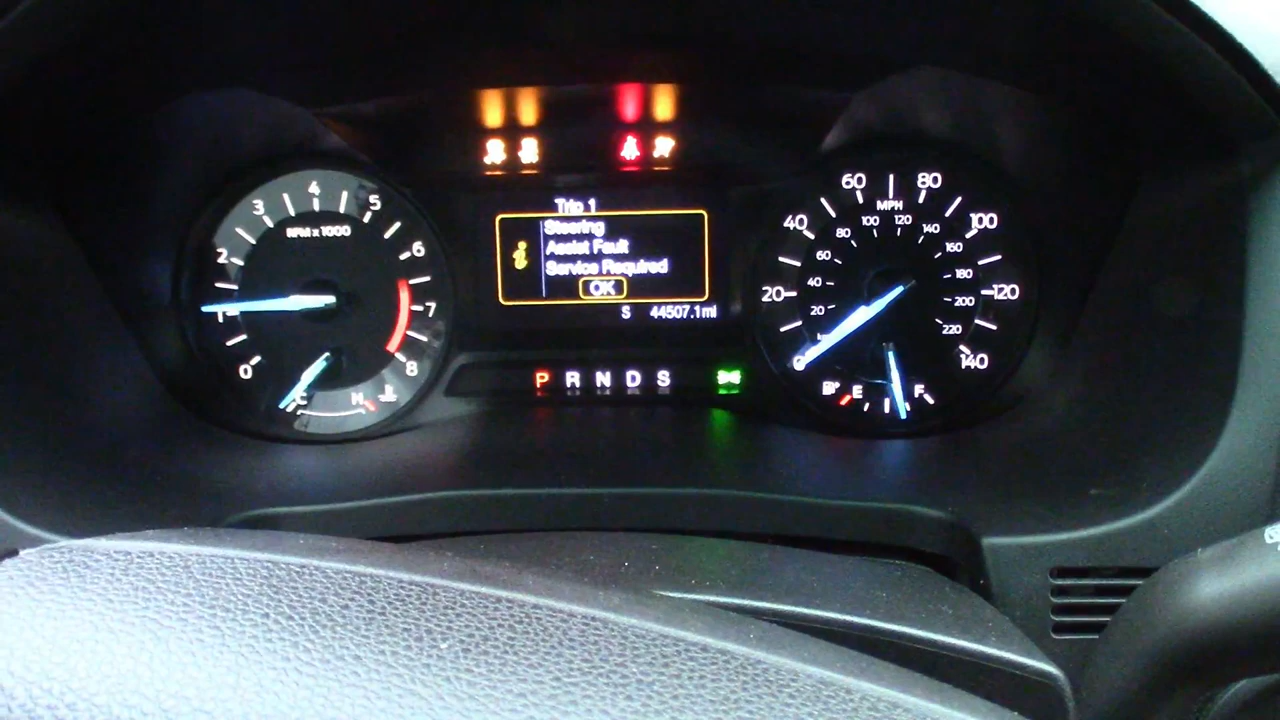 4
3
5
RPM x 1000
2
6
1
7
0
8
C
H
Trip 1
Steering
Assist Fault
Service Required
OK
S 44507.1mi
P R N D S
60 80
MPH
40 100
100 120
80 140
60 160
40 180
20 120
20 200
220
0 140
E F